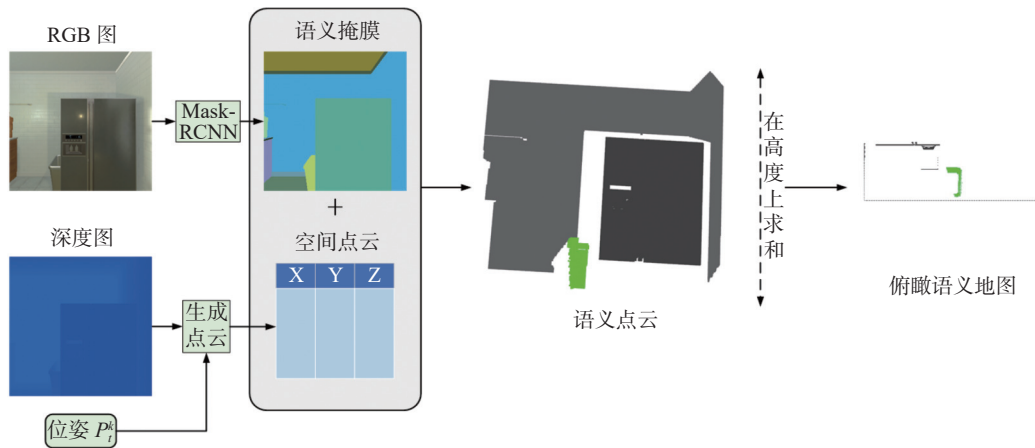 RGB 图
Mask-
RCNN
语义掩膜
+
深度图
生成
点云
位姿 P_t^k
空间点云
X Y Z
语义点云
在高度上求和
俯瞰语义地图